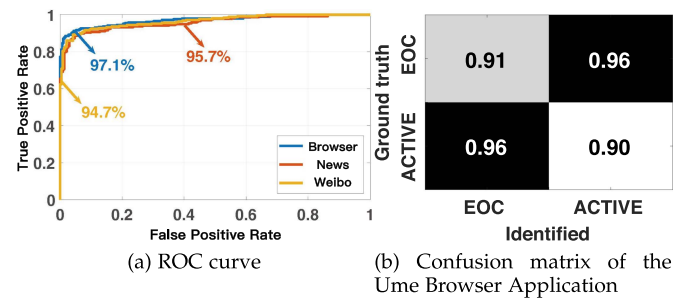 1
0.8
0.6
0.4
0.2
0
0
0.2
0.4
0.6
0.8
1
True Positive Rate
False Positive Rate
97.1%
95.7%
94.7%
Browser
News
Weibo
(a) ROC curve
Ground truth
EOC
ACTIVE
0.91
0.96
0.96
0.90
EOC
ACTIVE
Identified
(b) Confusion matrix of the
Ume Browser Application